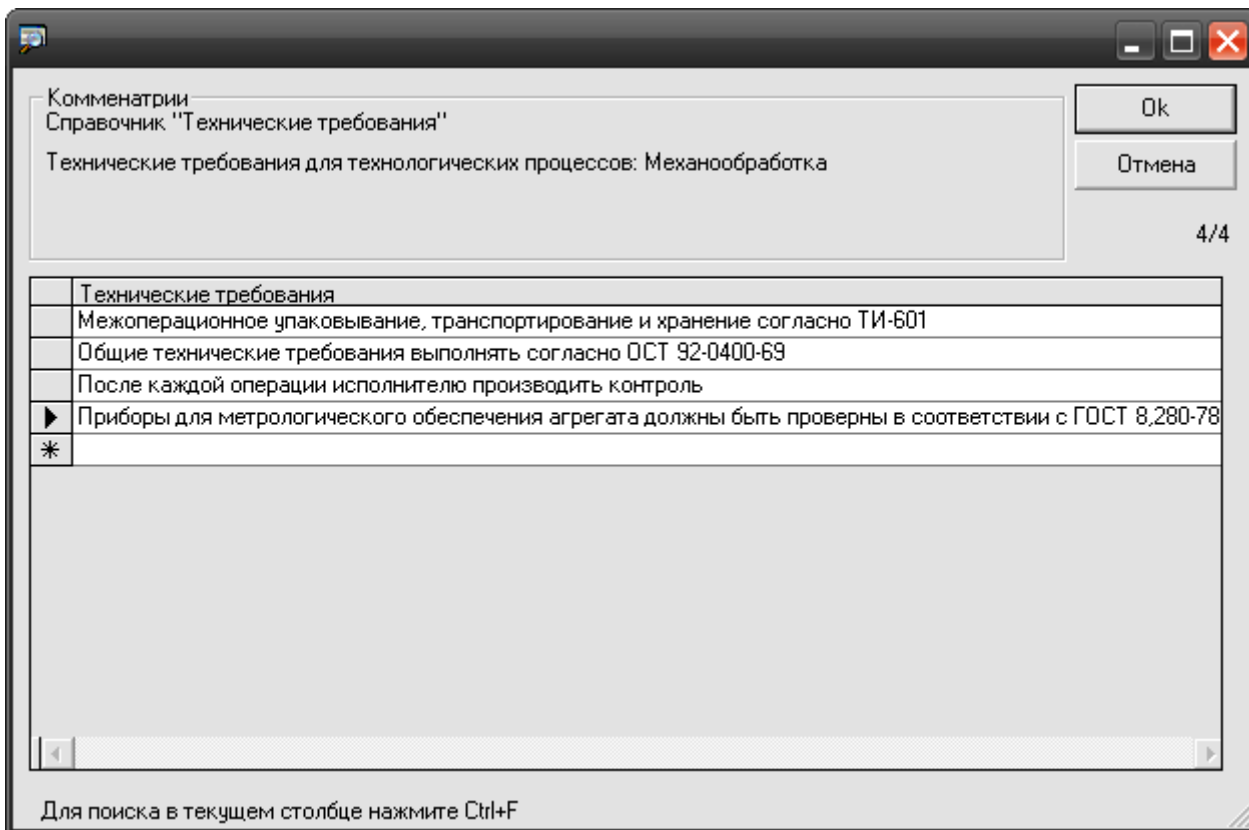 Комменатрии
Справочник "Технические требования"
Технические требования для технологических процессов: Механообработка
Ok
Отмена
4/4
Технические требования
Межоперационное упаковывание, транспортирование и хранение согласно ТИ-601
Общие технические требования выполнять согласно ОСТ 92-0400-69
После каждой операции исполнителю производить контроль
Приборы для метрологического обеспечения агрегата должны быть проверны в соответствии с ГОСТ 8,280-78
Для поиска в текущем столбце нажмите Ctrl+F